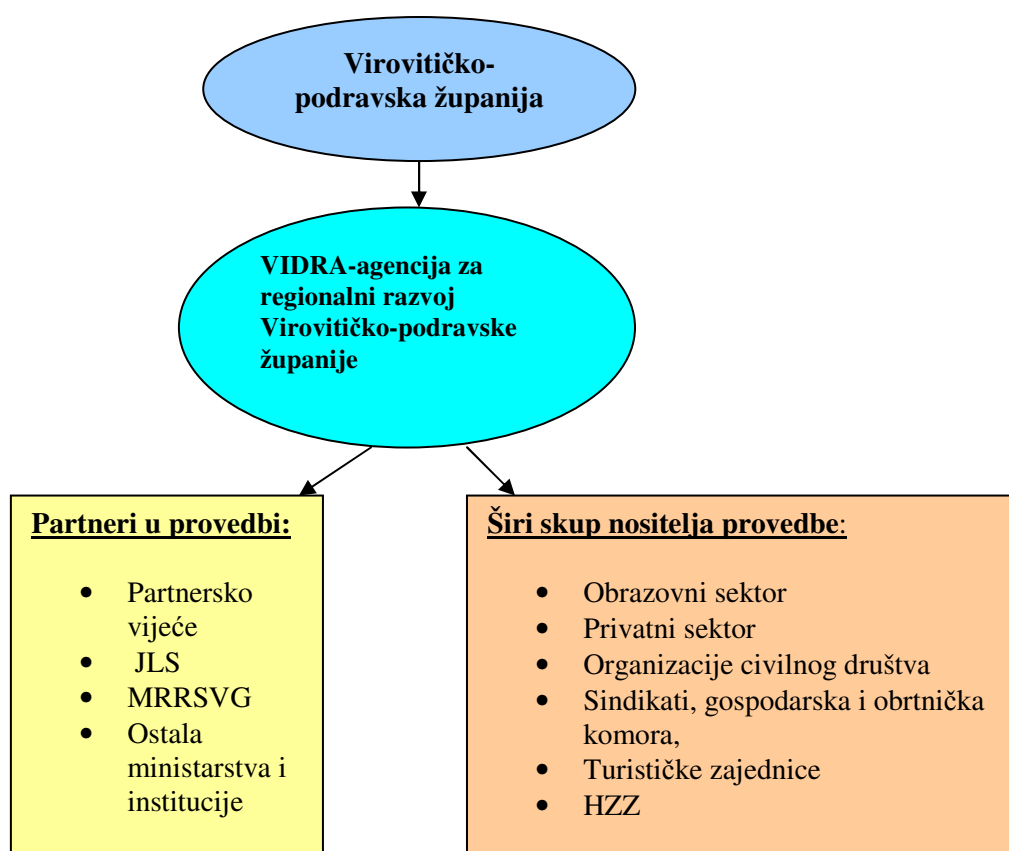 Virovitičko-
podravska županija
VIDRA-agencija za
regionalni razvoj
Virovitičko-podravske
županije
Partneri u provedbi:
• Partnersko
vijeće
• JLS
• MRRSVG
• Ostala
ministarstva i
institucije
Širi skup nositelja provedbe:
• Obrazovni sektor
• Privatni sektor
• Organizacije civilnog društva
• Sindikati, gospodarska i obrtnička
komora,
• Turističke zajednice
• HZZ